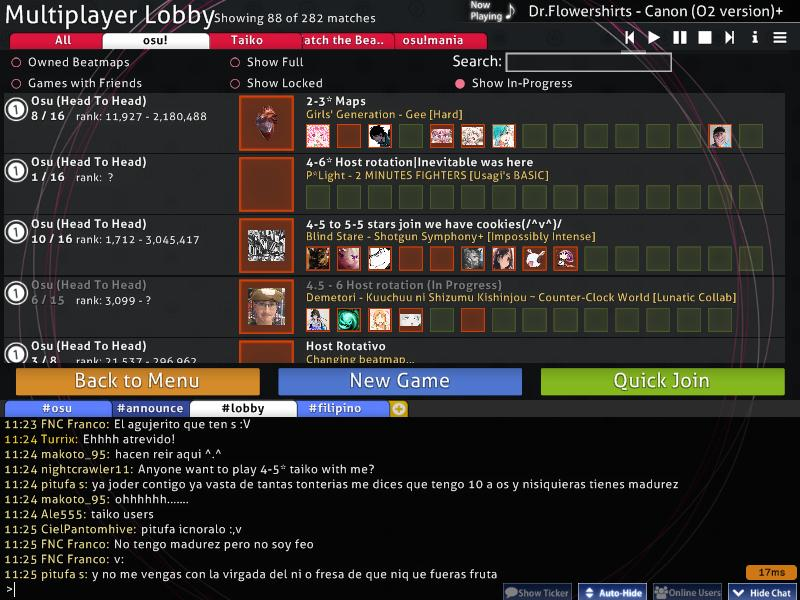 Multiplayer Lobby
Showing 88 of 282 matches
Now Playing
Dr.Flowershirts - Canon (O2 version)+
All
osu!
Taiko
atch the Bea..
osu!mania
Owned Beatmaps
Show Full
Search:
Games with Friends
Show Locked
Show In-Progress
Osu (Head To Head)
8 / 16 rank: 11,927 - 2,180,488
2-3* Maps
Girls' Generation - Gee [Hard]
Osu (Head To Head)
1 / 16 rank: ?
4-6* Host rotation|Inevitable was here
P*Light - 2 MINUTES FIGHTERS [Usagi's BASIC]
Osu (Head To Head)
10 / 16 rank: 1,712 - 3,045,417
4-5 to 5-5 stars join we have cookies(/^v^)/
Blind Stare - Shotgun Symphony+ [Impossibly Intense]
Osu (Head To Head)
6 / 15 rank: 3,099 - ?
4.5 - 6 Host rotation (In Progress)
Demetori - Kuuchuu ni Shizumu Kishinjou ~ Counter-Clock World [Lunatic Collab]
Osu (Head To Head)
3 / 8 rank: 21,537 - 296,962
Host Rotativo
Changing beatmap...
Back to Menu
New Game
Quick Join
#osu
#announce
#lobby
#filipino
11:23 FNC Franco: El agujerito que ten s :V
11:24 Turrix: Ehhhh atrevido!
11:24 makoto_95: hacen reir aqui ^.^
11:24 nightcrawler11: Anyone want to play 4-5* taiko with me?
11:24 pitufa s: ya joder contigo ya vasta de tantas tonterias me dices que tengo 10 a os y nisiquieras tienes madurez
11:24 makoto_95: ohhhhhh.......
11:24 Ale555: taiko users
11:25 CielPantomhive: pitufa icnoralo :,v
11:25 FNC Franco: No tengo madurez pero no soy feo
11:25 FNC Franco: v:
11:25 pitufa s: y no me vengas con la virgada del ni o fresa de que niq ue fueras fruta
>
17ms
Show Ticker
Auto-Hide
Online Users
Hide Chat